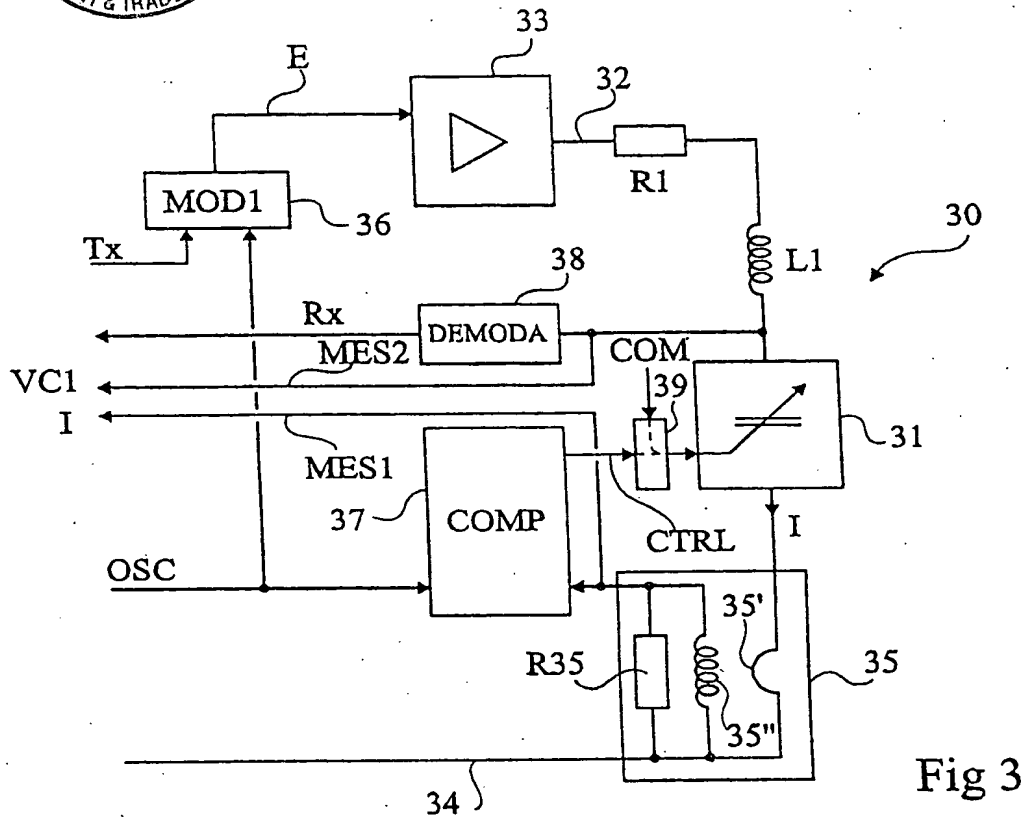 & TRADE
33
E
32
R1
MOD1
36
Tx
30
L1
38
Rx
DEMODA
MES2
COM
VC1
39
I
31
MES1
37
COMP
I
CTRL
OSC
35'
35
R35
35"
34
Fig 3